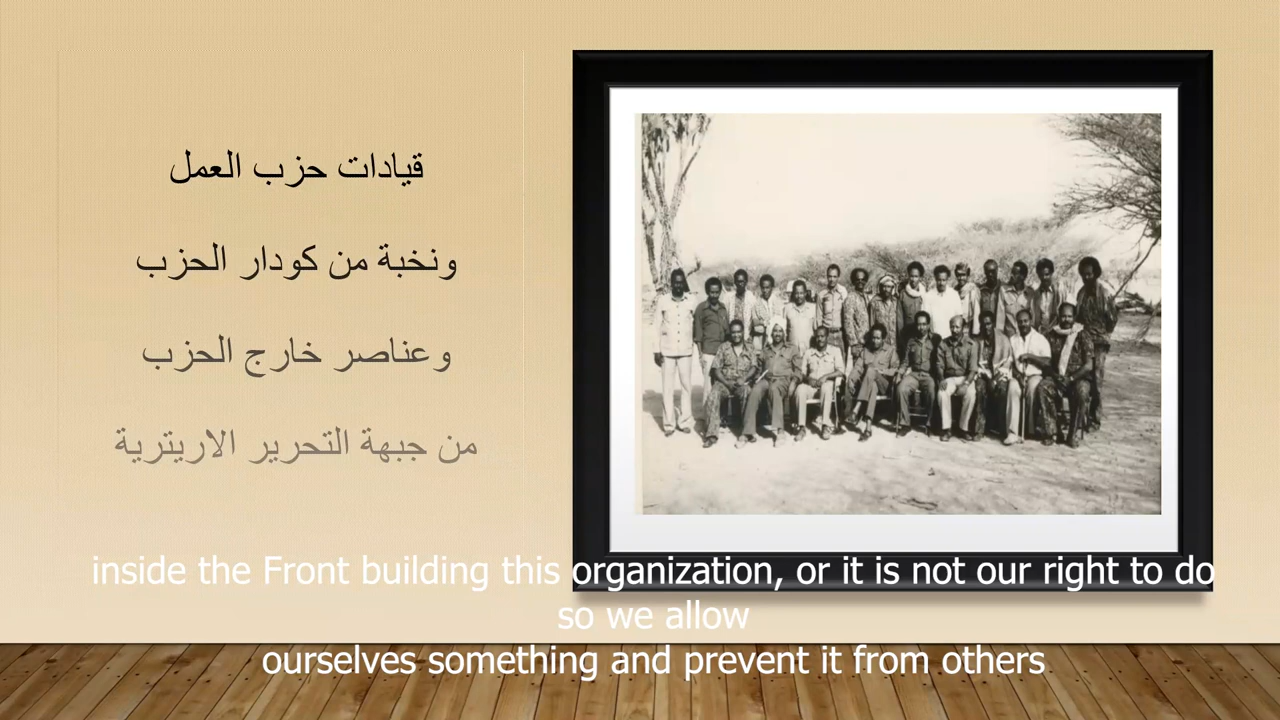 قيادات حزب العمل
ونخبة من كودار الحزب
وعناصر خارج الحزب
من جبهة التحرير الاريترية
inside the Front building this organization, or it is not our right to do
so we allow
ourselves something and prevent it from others